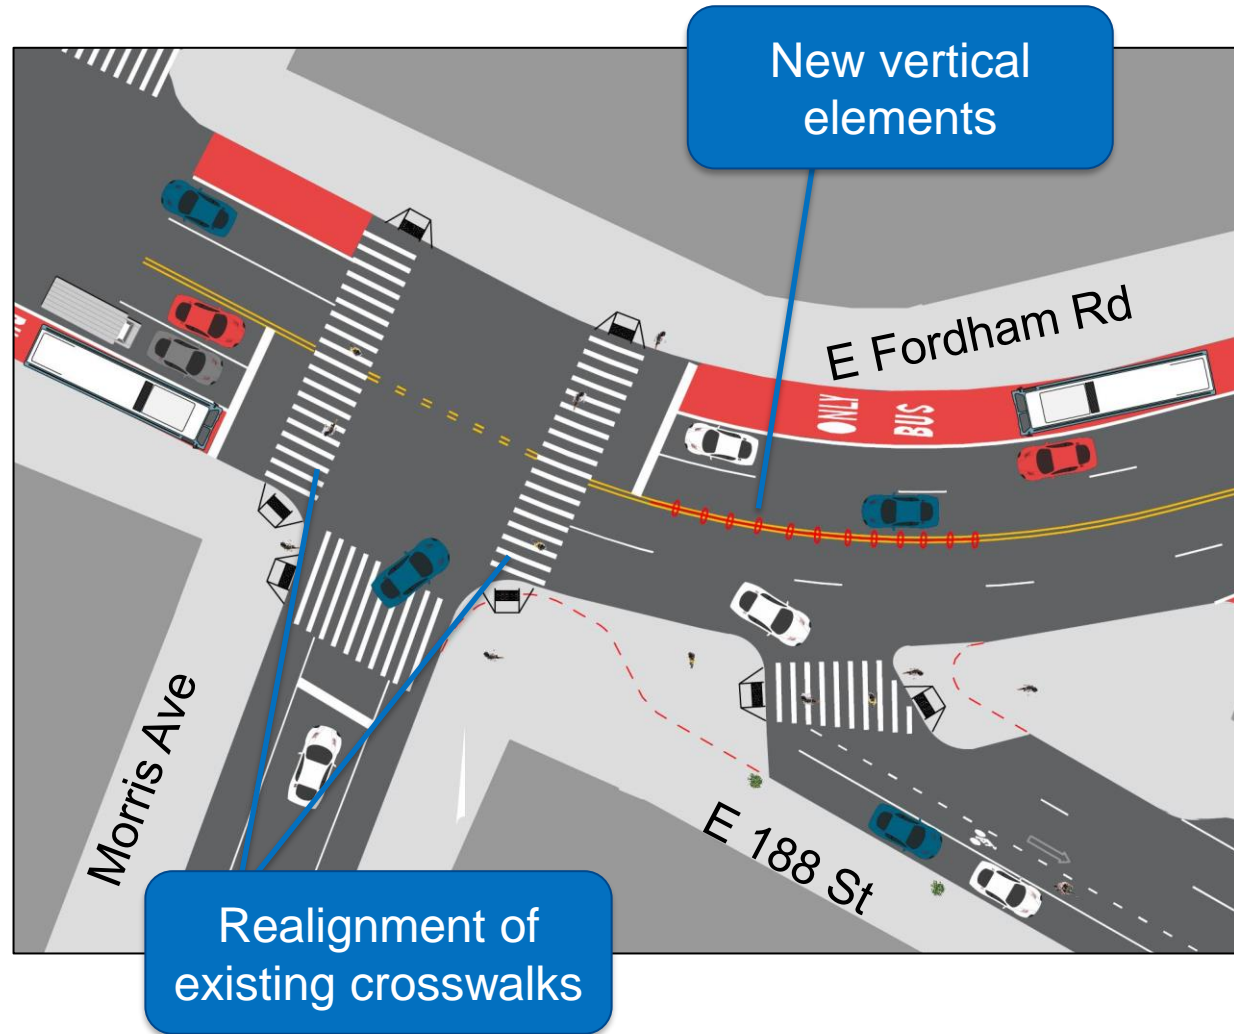 New vertical
elements
E Fordham Rd
ONLY
BUS
Morris Ave
E 188 St
Realignment of
existing crosswalks